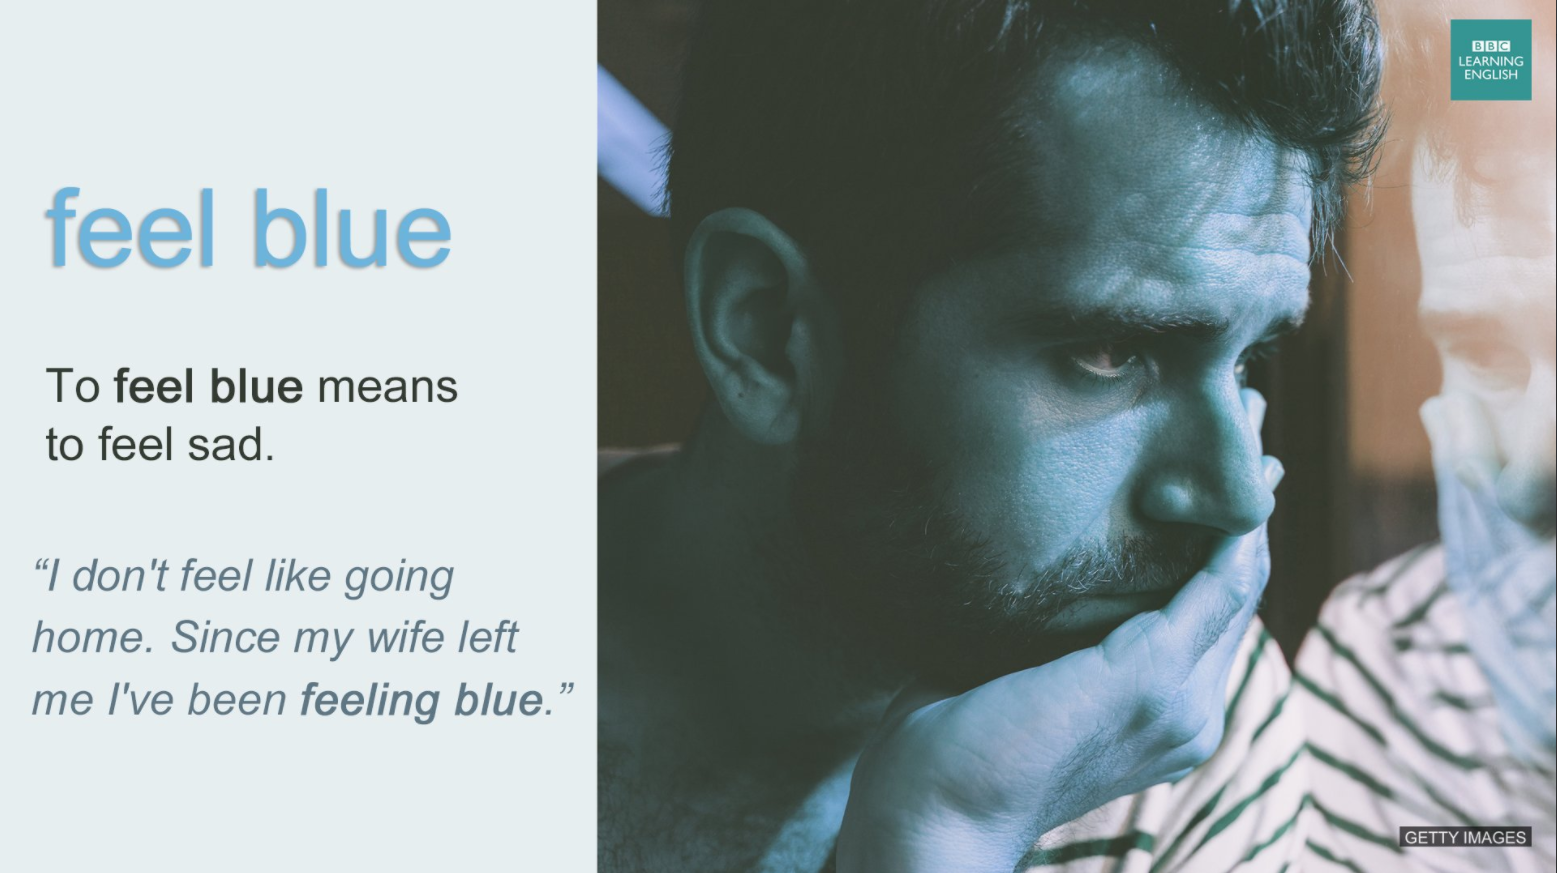 feel blue
To feel blue means
to feel sad.
“I don't feel like going
home. Since my wife left
me I've been feeling blue.”
BBC
LEARNING
ENGLISH
GETTY IMAGES